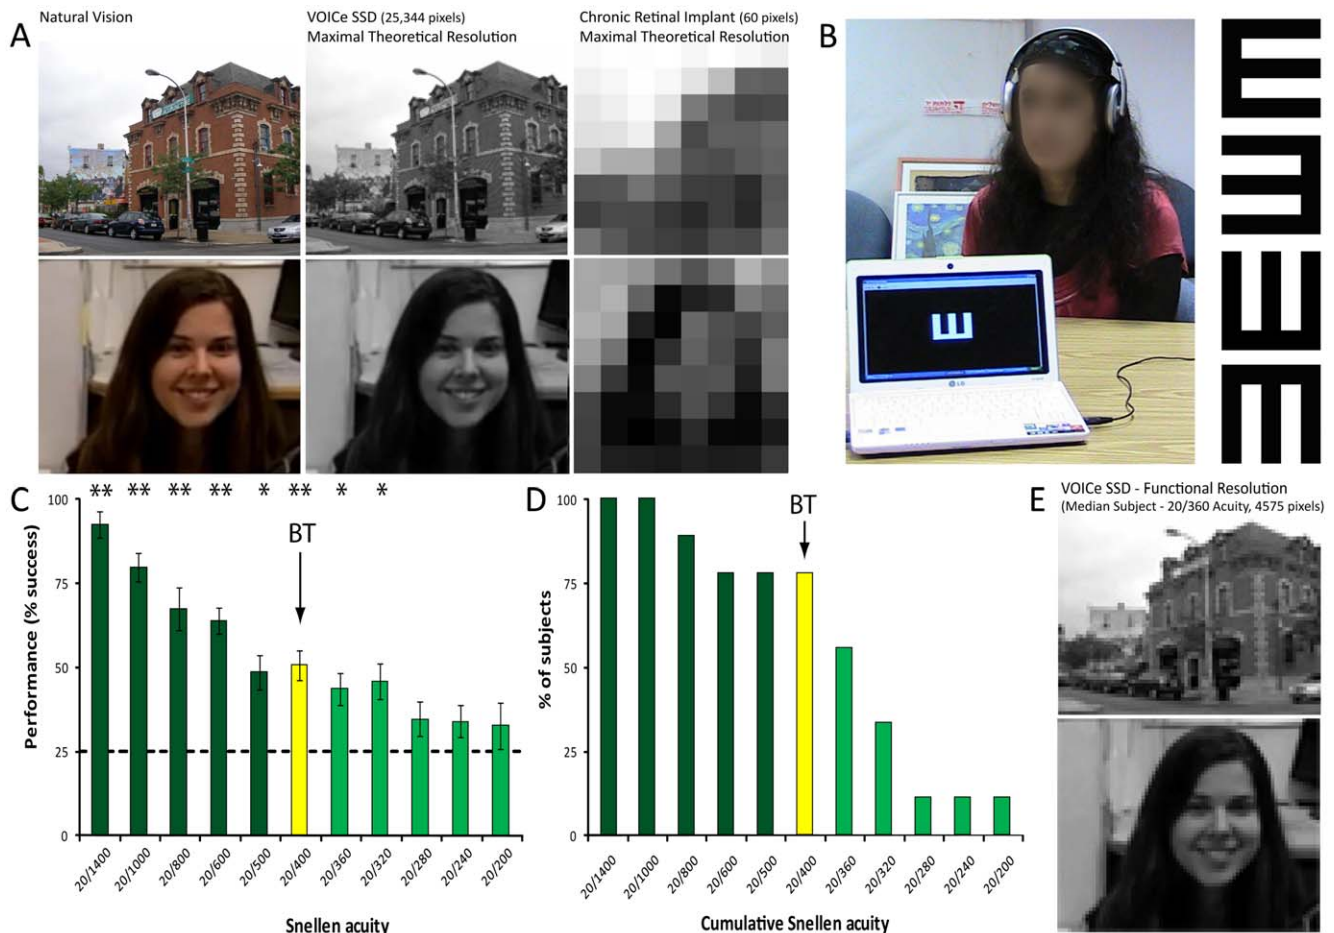 A
Natural Vision
VOICe SSD (25,344 pixels)
Maximal Theoretical Resolution
Chronic Retinal Implant (60 pixels)
Maximal Theoretical Resolution
B
LG
C
** ** ** ** * ** * *
Performance (% success)
100
75
50
25
0
BT
20/1400 20/1000 20/800 20/600 20/500 20/400 20/360 20/320 20/280 20/240 20/200
Snellen acuity
D
% of subjects
100
75
50
25
0
BT
20/1400 20/1000 20/800 20/600 20/500 20/400 20/360 20/320 20/280 20/240 20/200
Cumulative Snellen acuity
E
VOICe SSD - Functional Resolution
(Median Subject - 20/360 Acuity, 4575 pixels)